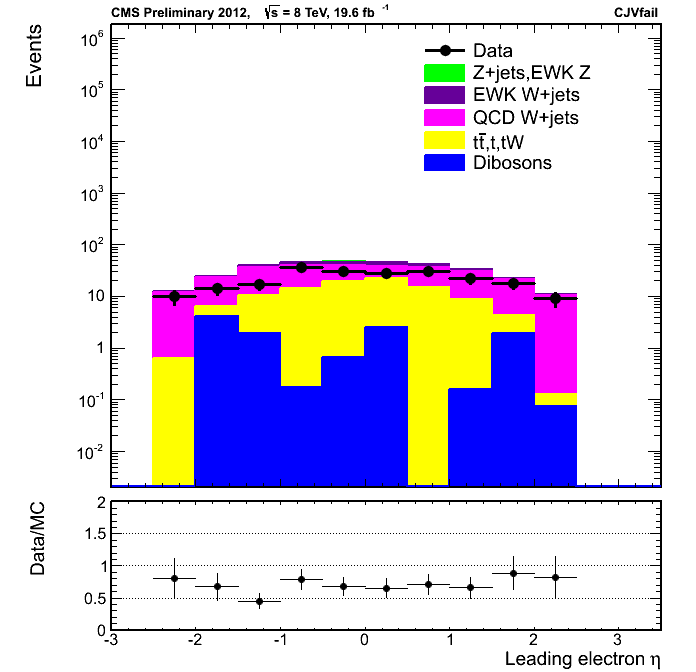 CMS Preliminary 2012, √s = 8 TeV, 19.6 fb⁻¹ CJVfail
Events
10⁶
10⁵
10⁴
10³
10²
10
1
10⁻¹
10⁻²
Data
Z+jets,EWK Z
EWK W+jets
QCD W+jets
tt̄,t,tW
Dibosons
Data/MC
2
1.5
1
0.5
0
-3 -2 -1 0 1 2 3
Leading electron η